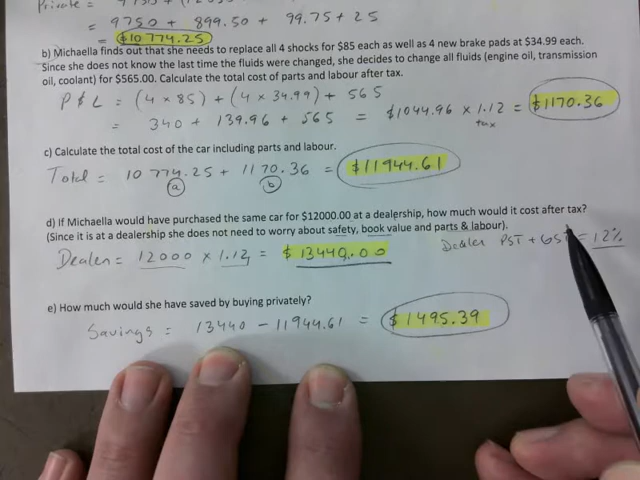 Private =
= 9750 + 899.50 + 99.75 + 25
= $10774.25
b) Michaella finds out that she needs to replace all 4 shocks for $85 each as well as 4 new brake pads at $34.99 each.
Since she does not know the last time the fluids were changed, she decides to change all fluids (engine oil, transmission
oil, coolant) for $565.00. Calculate the total cost of parts and labour after tax.
P & L = (4 × 85) + (4 × 34.99) + 565
= 340 + 139.96 + 565 = $1044.96 × 1.12 = $1170.36
tax
c) Calculate the total cost of the car including parts and labour.
Total = 10 774.25 + 1170.36 = $11944.61
a b
d) If Michaella would have purchased the same car for $12000.00 at a dealership, how much would it cost after tax?
(Since it is at a dealership she does not need to worry about safety, book value and parts & labour).
Dealer PST + GST = 12%
Dealer = 12000 × 1.12 = $13440.00
e) How much would she have saved by buying privately?
Savings = 13440 - 11944.61 = $1495.39